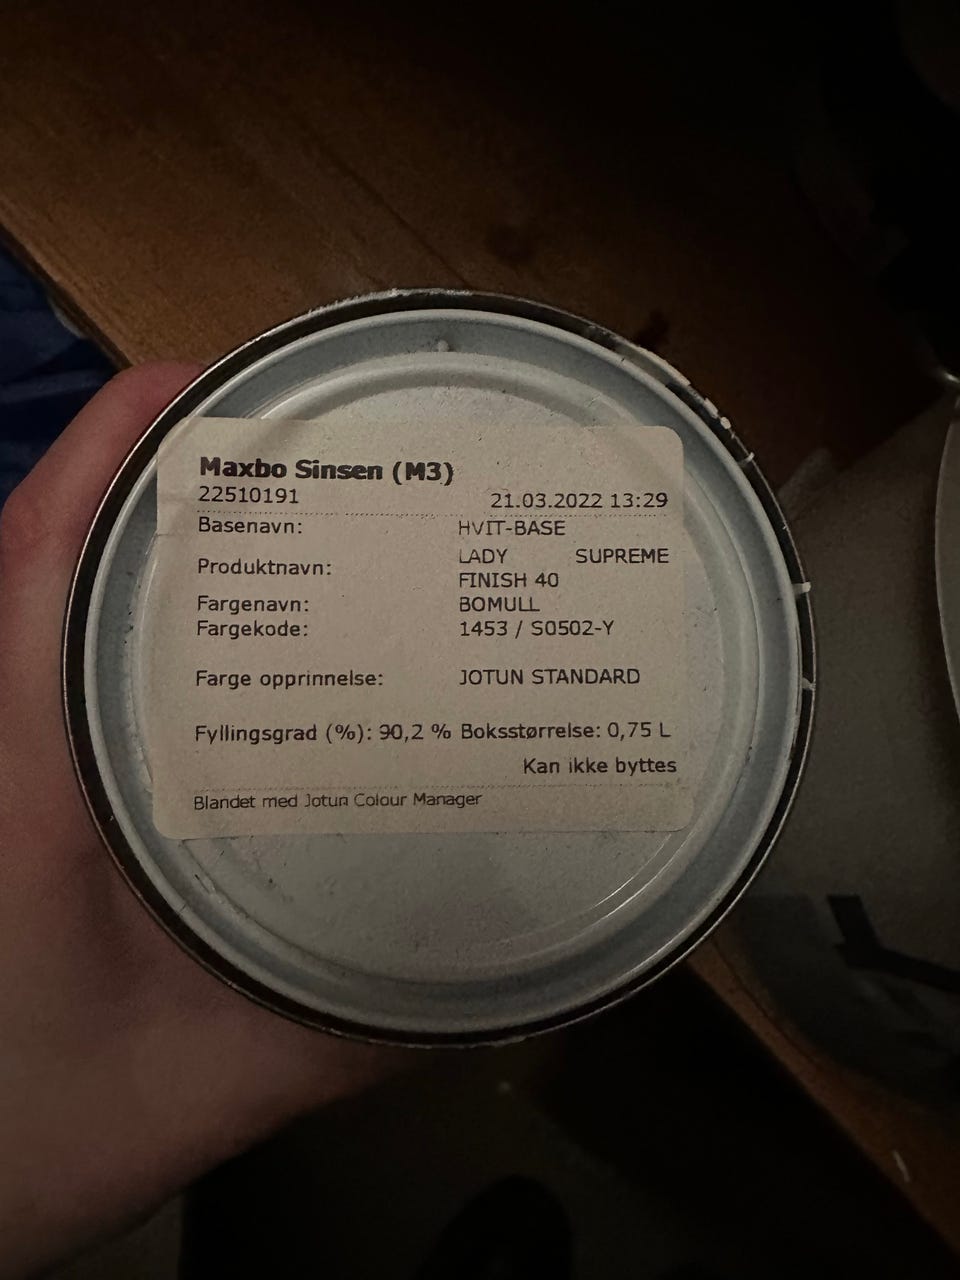 Maxbo Sinsen (M3)
22510191 21.03.2022 13:29
Basenavn: HVIT-BASE
Produktnavn: LADY SUPREME
FINISH 40
Fargenavn: BOMULL
Fargekode: 1453 / S0502-Y
Farge opprinnelse: JOTUN STANDARD
Fyllingsgrad (%): 90,2 % Boksstørrelse: 0,75 L
Kan ikke byttes
Blandet med Jotun Colour Manager